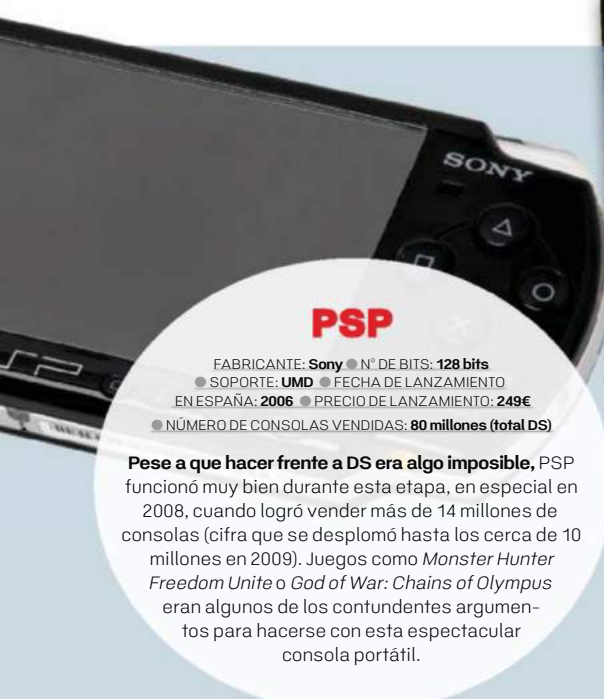 SONY
PSP
PSP
FABRICANTE: Sony ● Nº DE BITS: 128 bits
● SOPORTE: UMD ● FECHA DE LANZAMIENTO
EN ESPAÑA: 2006 ● PRECIO DE LANZAMIENTO: 249€
● NÚMERO DE CONSOLAS VENDIDAS: 80 millones (total DS)
Pese a que hacer frente a DS era algo imposible, PSP
funcionó muy bien durante esta etapa, en especial en
2008, cuando logró vender más de 14 millones de
consolas (cifra que se desplomó hasta los cerca de 10
millones en 2009). Juegos como Monster Hunter
Freedom Unite o God of War: Chains of Olympus
eran algunos de los contundentes argumen-
tos para hacerse con esta espectacular
consola portátil.